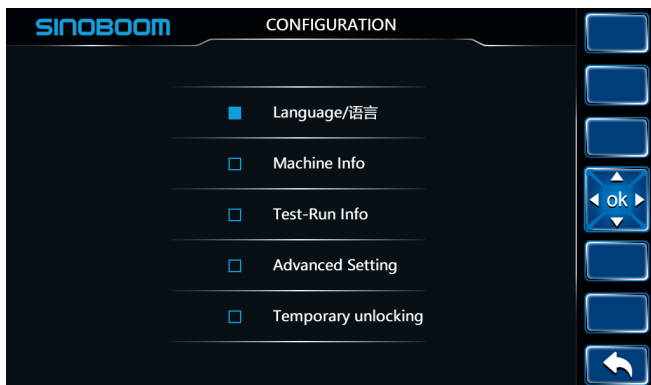 SINOBOOM
CONFIGURATION
Language/语言
Machine Info
ok
Test-Run Info
Advanced Setting
Temporary unlocking